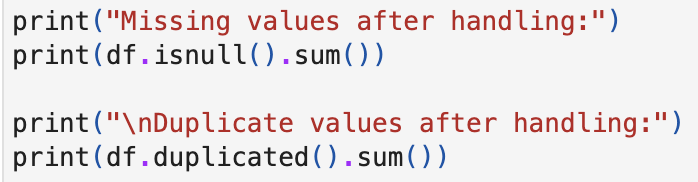 print("Missing values after handling:")
print(df.isnull().sum())
print("\nDuplicate values after handling:")
print(df.duplicated().sum())